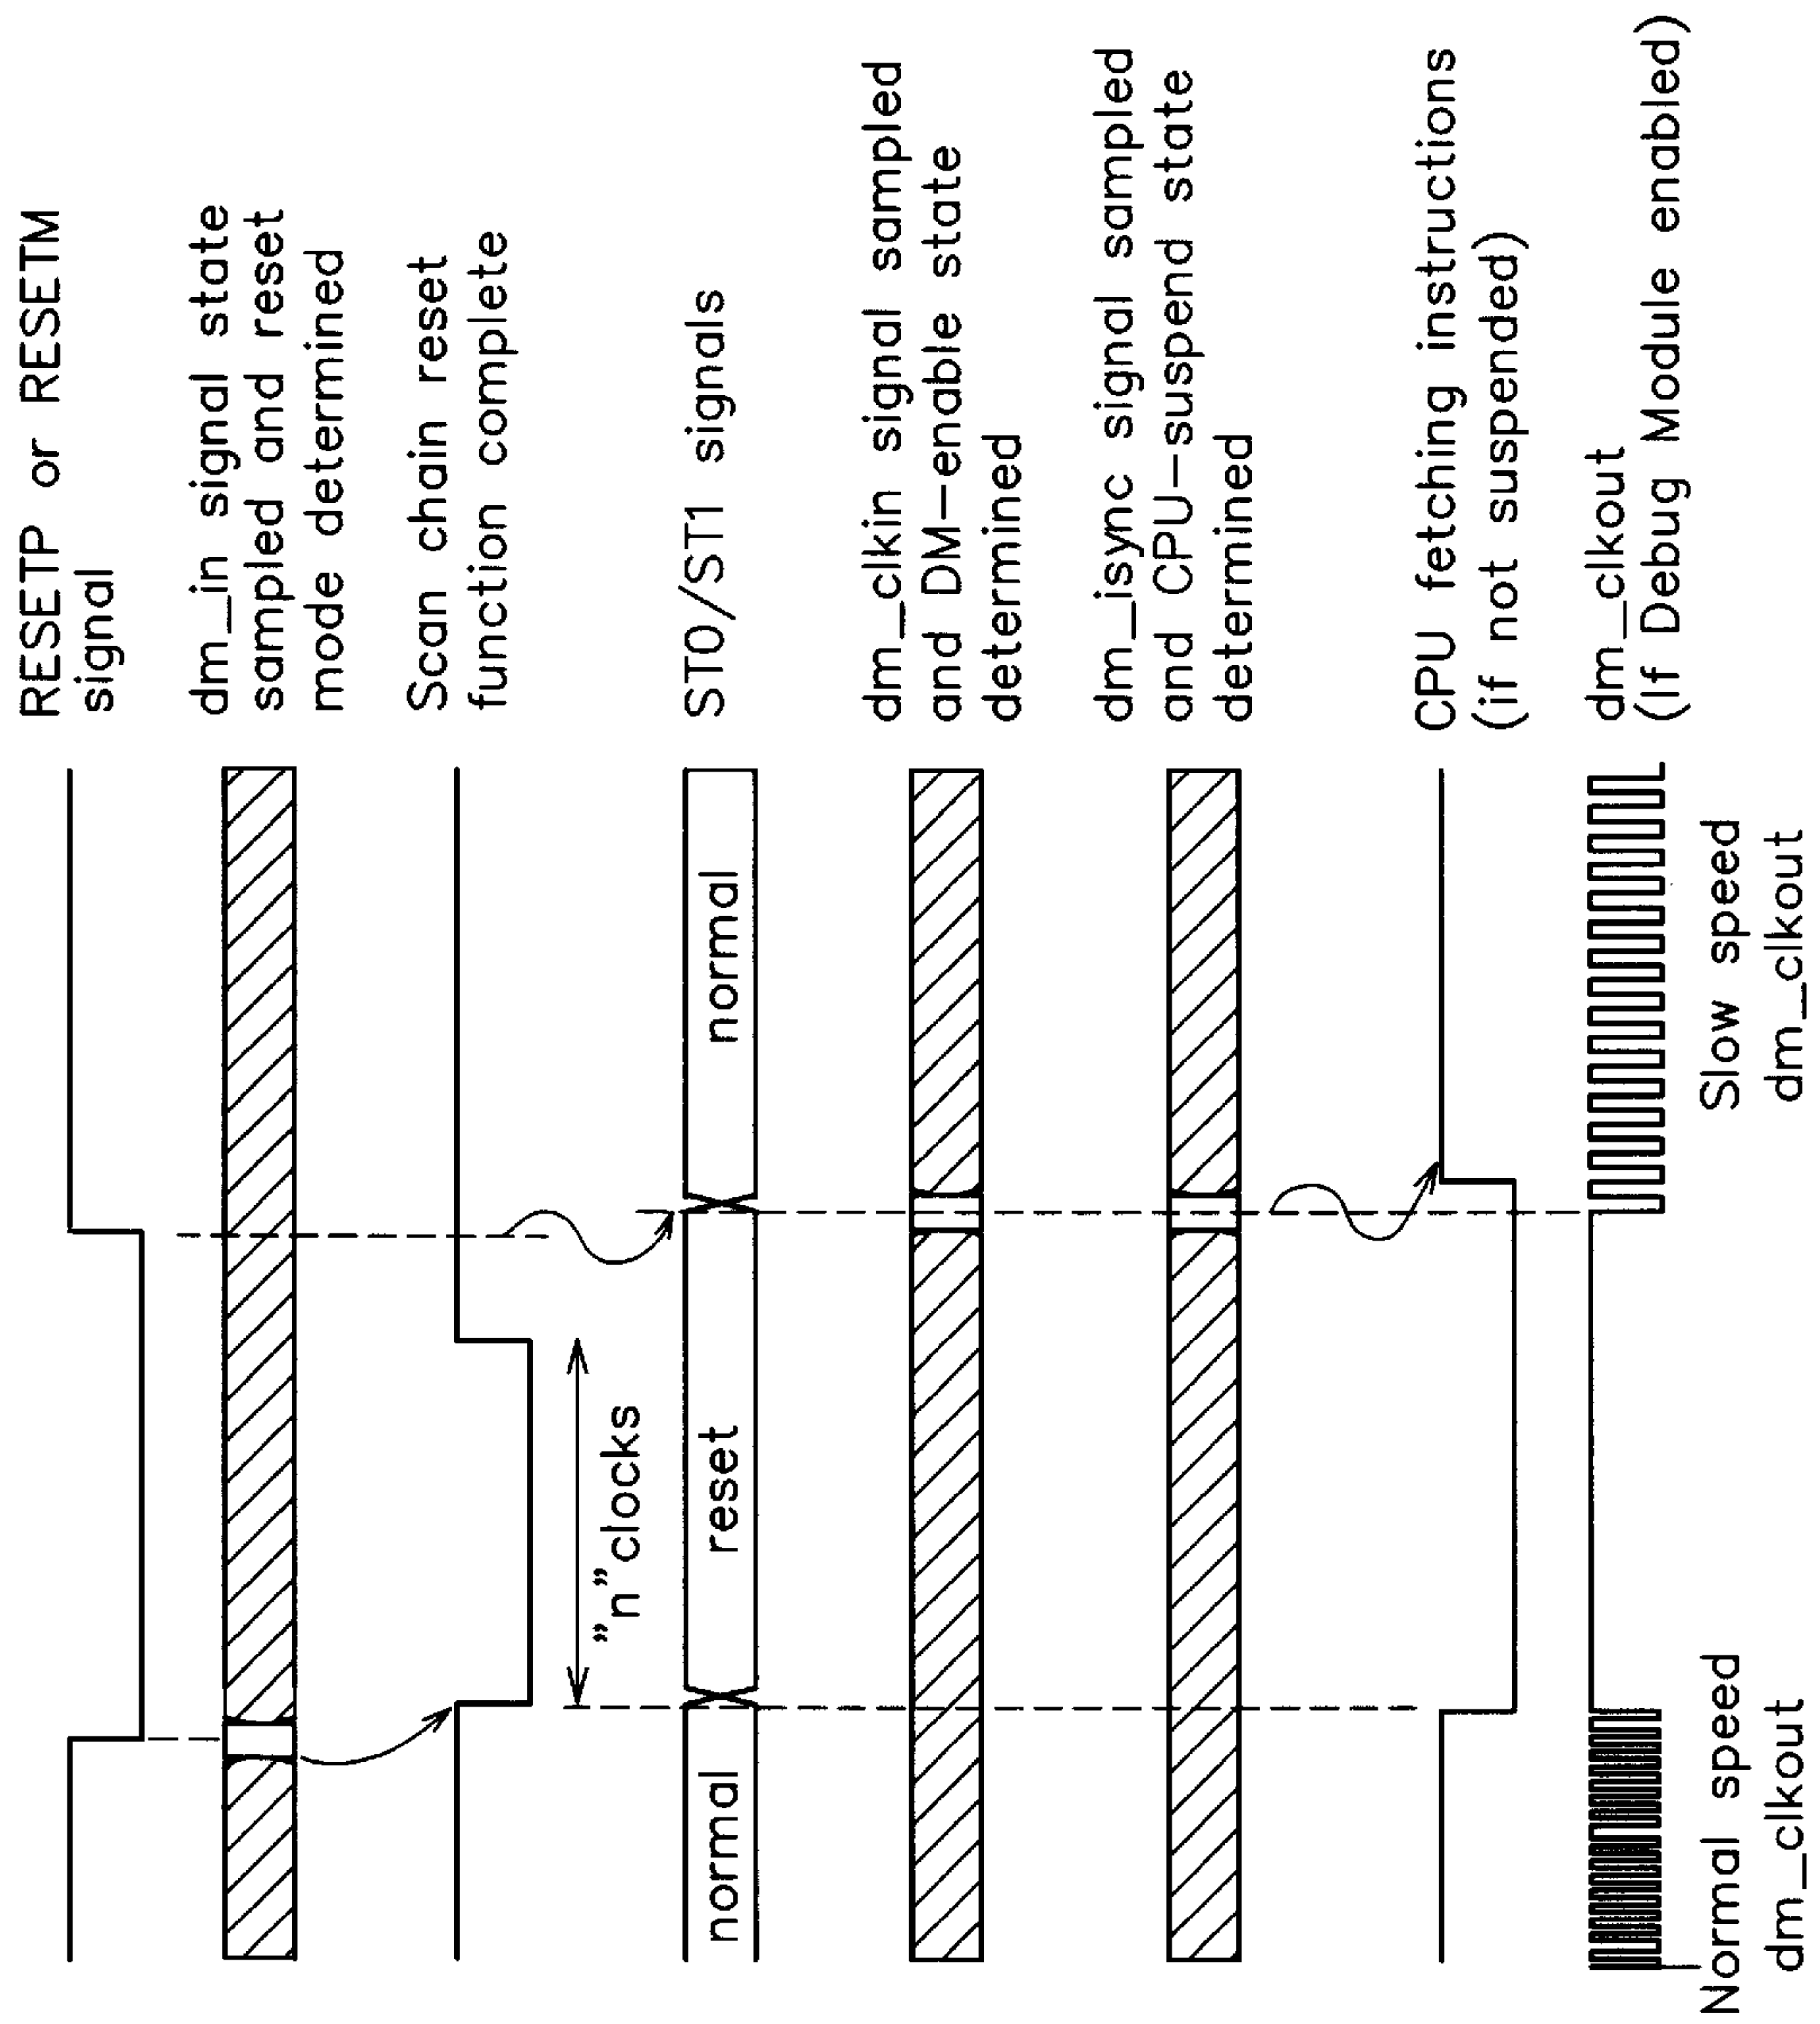 RESETP or RESETM
signal
dm_in signal state
sampled and reset
mode determined
Scan chain reset
function complete
"n" clocks
normal
reset
normal
ST0/ST1 signals
dm_clkin signal sampled
and DM-enable state
determined
dm_isync signal sampled
and CPU-suspend state
determined
CPU fetching instructions
(if not suspended)
dm_clkout
(If Debug Module enabled)
Normal speed
dm_clkout
Slow speed
dm_clkout